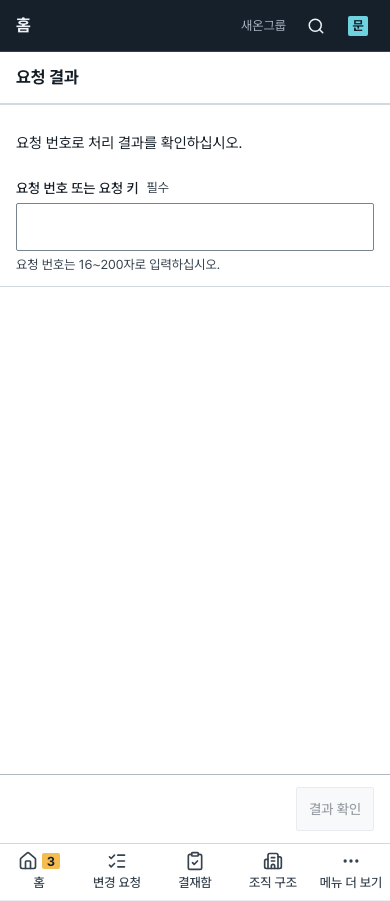 홈
새온그룹
문
요청 결과
요청 번호로 처리 결과를 확인하십시오.
요청 번호 또는 요청 키 필수
요청 번호는 16~200자로 입력하십시오.
결과 확인
3
홈
변경 요청
결재함
조직 구조
메뉴 더 보기